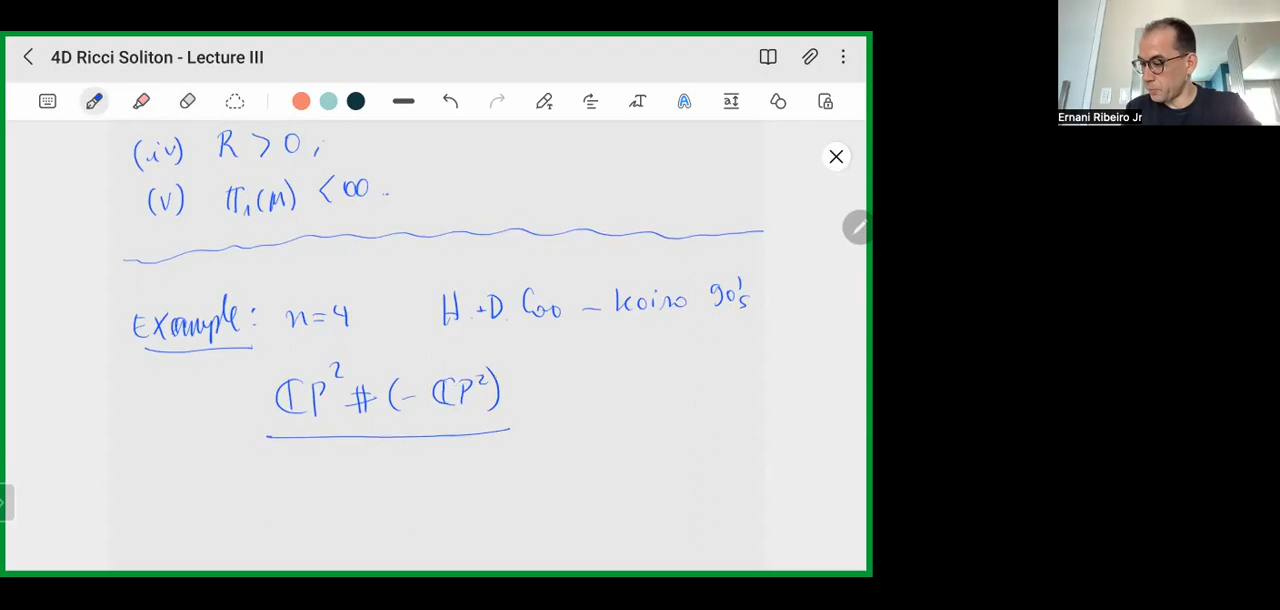 4D Ricci Soliton - Lecture III
Ernani Ribeiro Jr
(iv) R > 0,
(v) π₁(M) < ∞.
Example: n=4 H.-D. Cao - Koiso 90's
ℂP² # (- ℂP²)